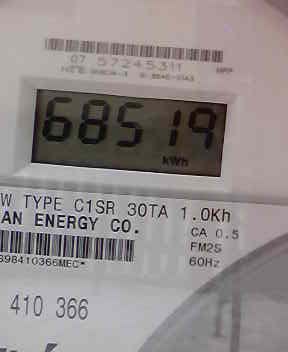 07 57245311
68519
kWh
W TYPE C1SR 30TA 1.0Kh
AN ENERGY CO.
CA 0.5
FM2S
398410366MEC*
60Hz
410 366